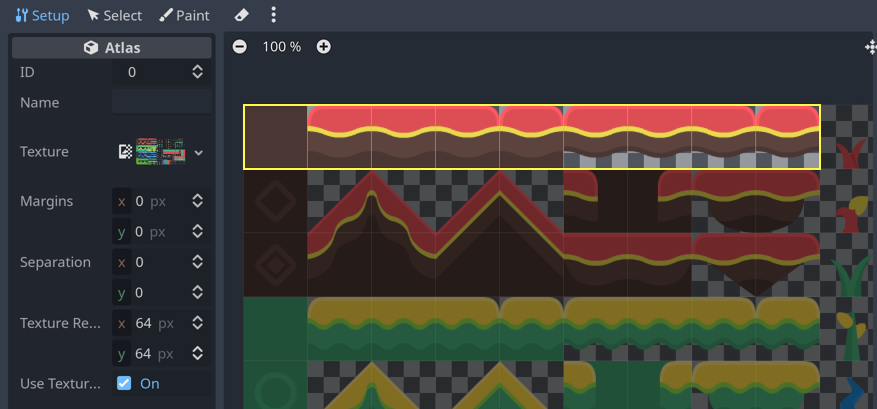 Setup Select Paint
Atlas
100 %
ID 0
Name
Texture
Margins x 0 px
y 0 px
Separation x 0
y 0
Texture Re... x 64 px
y 64 px
Use Textur... On